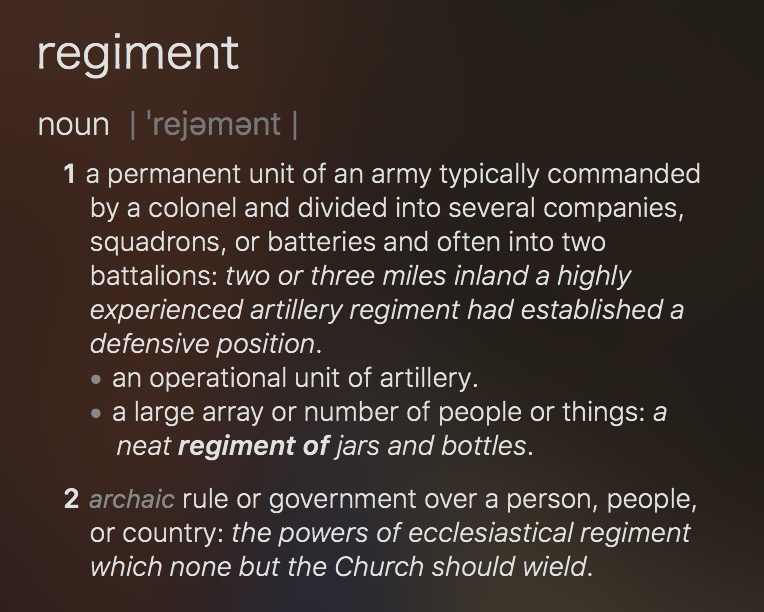 regiment
noun | ˈrejəmənt |
1 a permanent unit of an army typically commanded
by a colonel and divided into several companies,
squadrons, or batteries and often into two
battalions: two or three miles inland a highly
experienced artillery regiment had established a
defensive position.
• an operational unit of artillery.
• a large array or number of people or things: a
neat regiment of jars and bottles.
2 archaic rule or government over a person, people,
or country: the powers of ecclesiastical regiment
which none but the Church should wield.